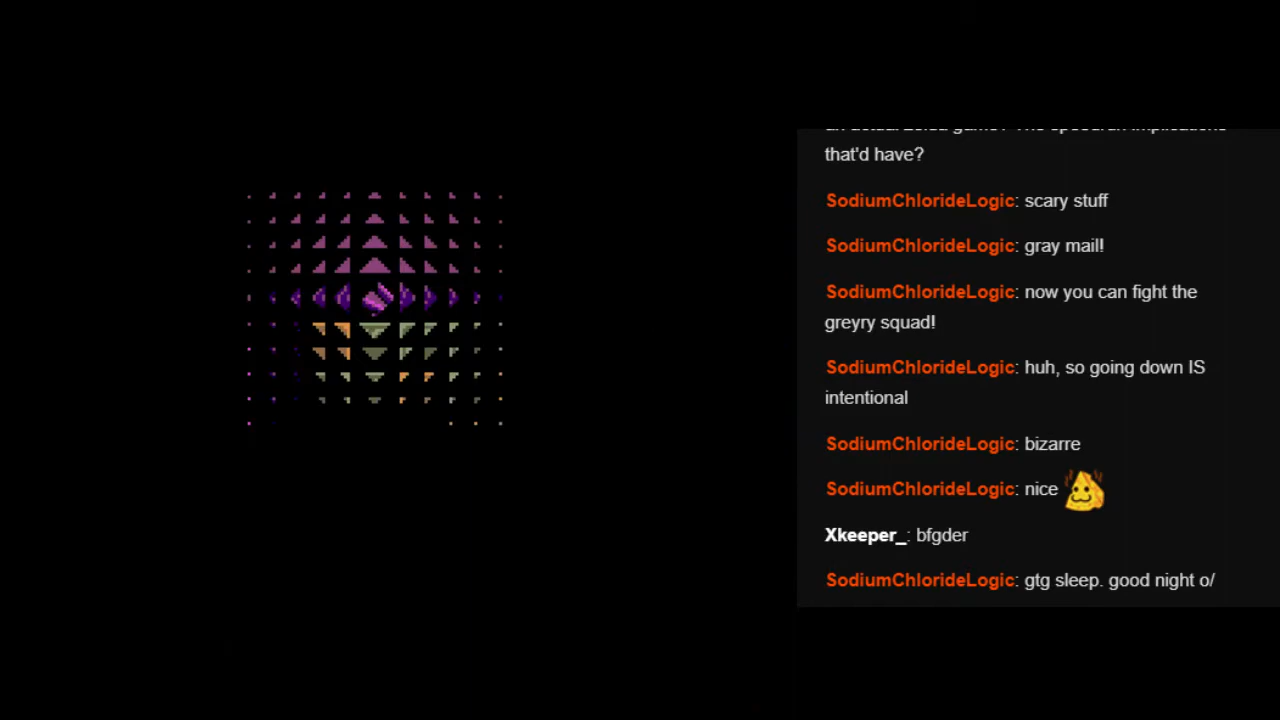 that'd have?
SodiumChlorideLogic: scary stuff
SodiumChlorideLogic: gray mail!
SodiumChlorideLogic: now you can fight the
greyry squad!
SodiumChlorideLogic: huh, so going down IS
intentional
SodiumChlorideLogic: bizarre
SodiumChlorideLogic: nice
Xkeeper_: bfgder
SodiumChlorideLogic: gtg sleep. good night o/